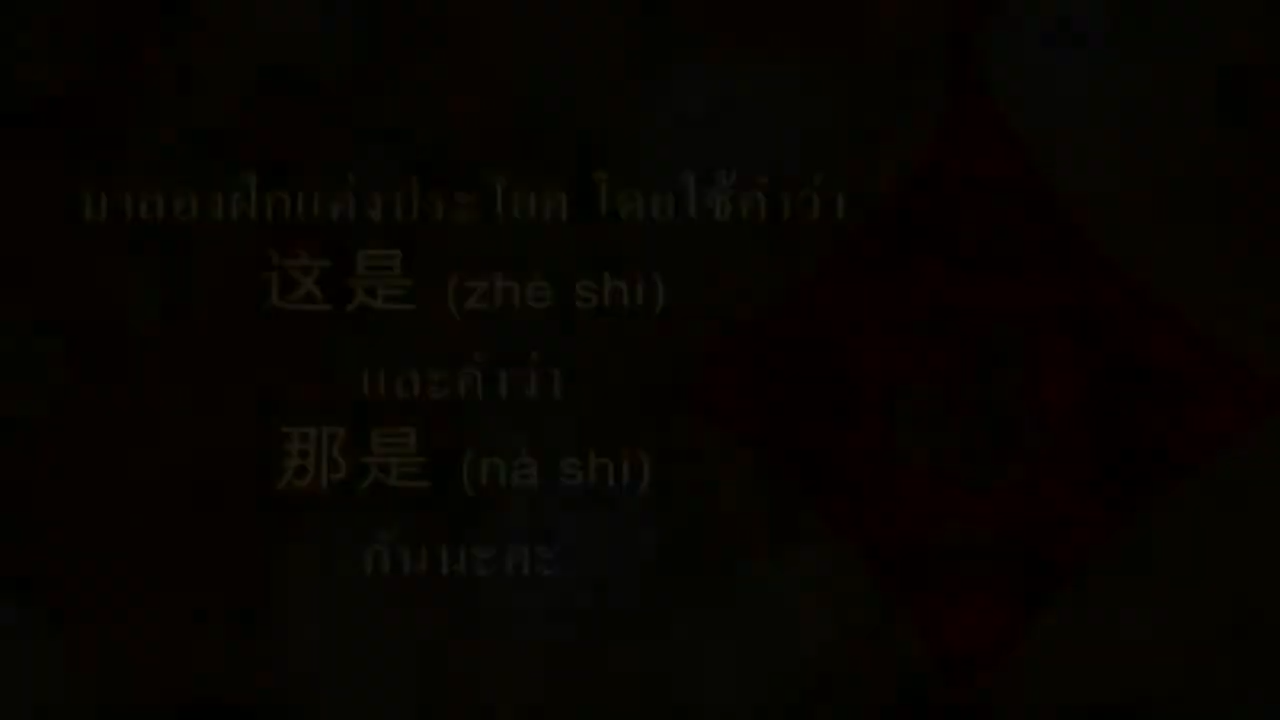 มาลองฝึกแต่งประโยค โดยใช้คำว่า
这是 (zhè shì)
และคำว่า
那是 (nà shì)
กันนะคะ